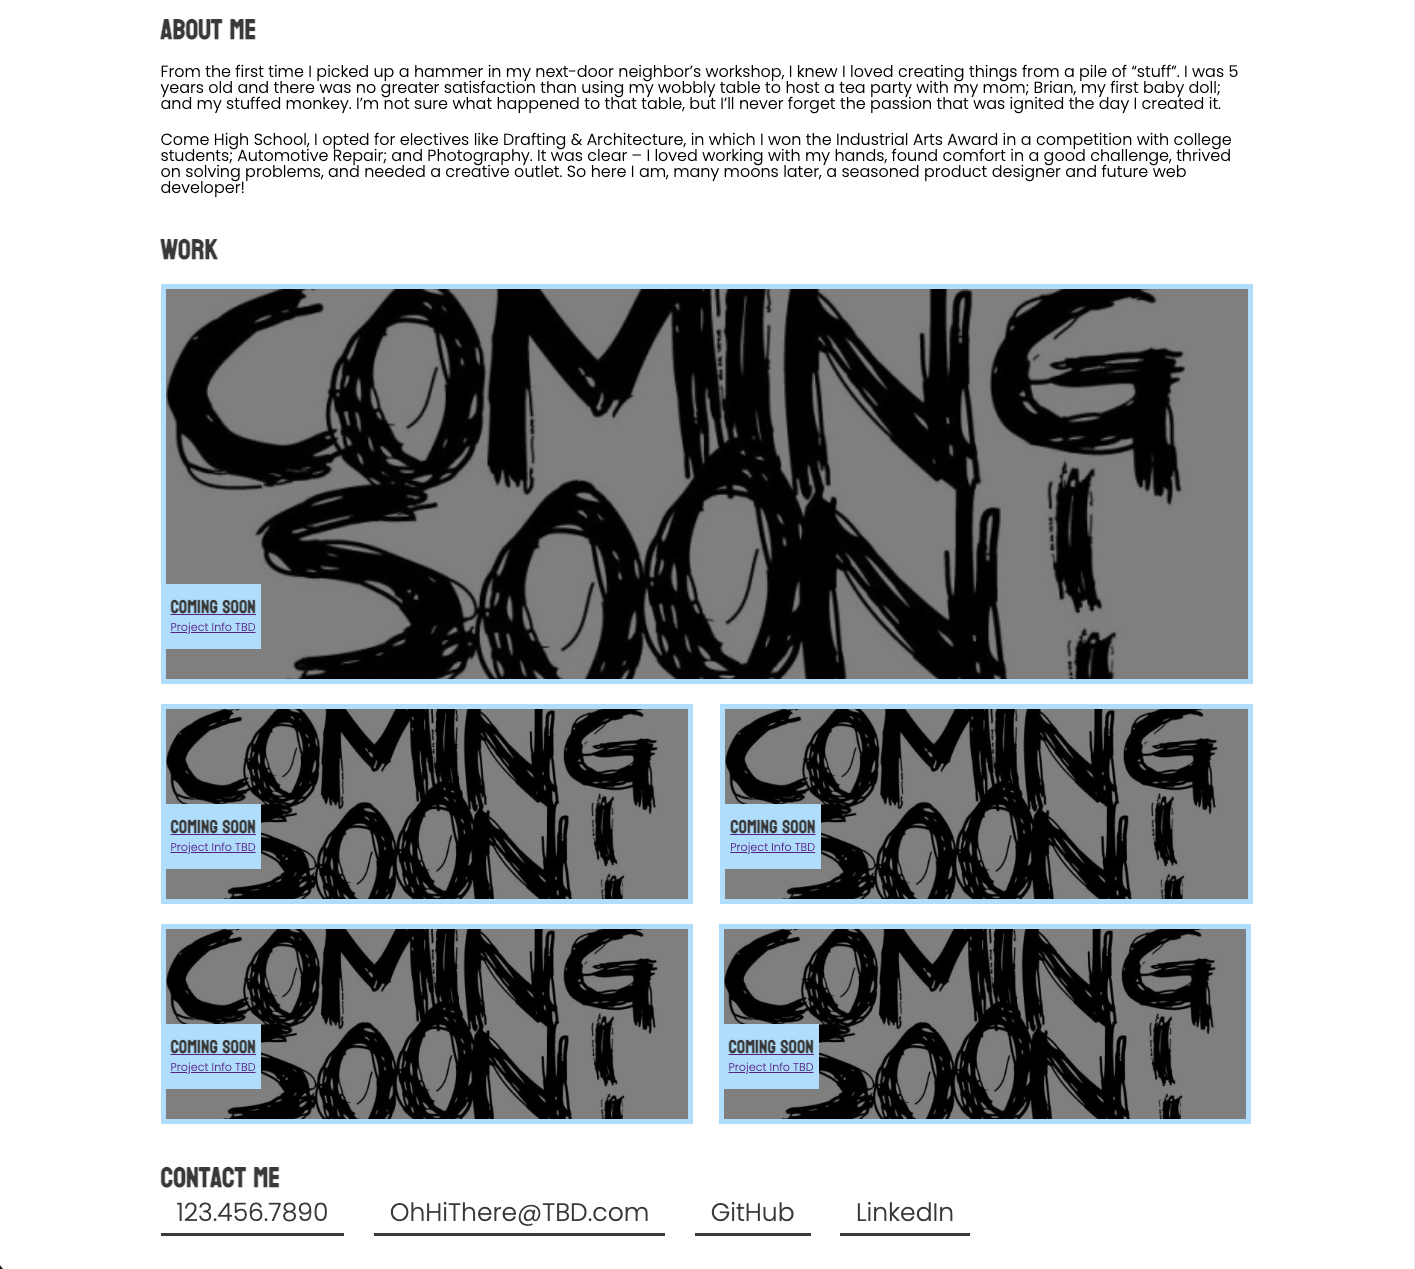 ABOUT ME
From the first time I picked up a hammer in my next-door neighbor's workshop, I knew I loved creating things from a pile of “stuff”. I was 5
years old and there was no greater satisfaction than using my wobbly table to host a tea party with my mom; Brian, my first baby doll;
and my stuffed monkey. I'm not sure what happened to that table, but I'll never forget the passion that was ignited the day I created it.
Come High School, I opted for electives like Drafting & Architecture, in which I won the Industrial Arts Award in a competition with college
students; Automotive Repair; and Photography. It was clear – I loved working with my hands, found comfort in a good challenge, thrived
on solving problems, and needed a creative outlet. So here I am, many moons later, a seasoned product designer and future web
developer!
WORK
COMING
SOON!
COMING SOON
Project Info TBD
COMING
SOON!
COMING SOON
Project Info TBD
COMING
SOON!
COMING SOON
Project Info TBD
COMING
SOON!
COMING SOON
Project Info TBD
COMING
SOON!
COMING SOON
Project Info TBD
CONTACT ME
123.456.7890 OhHiThere@TBD.com GitHub LinkedIn